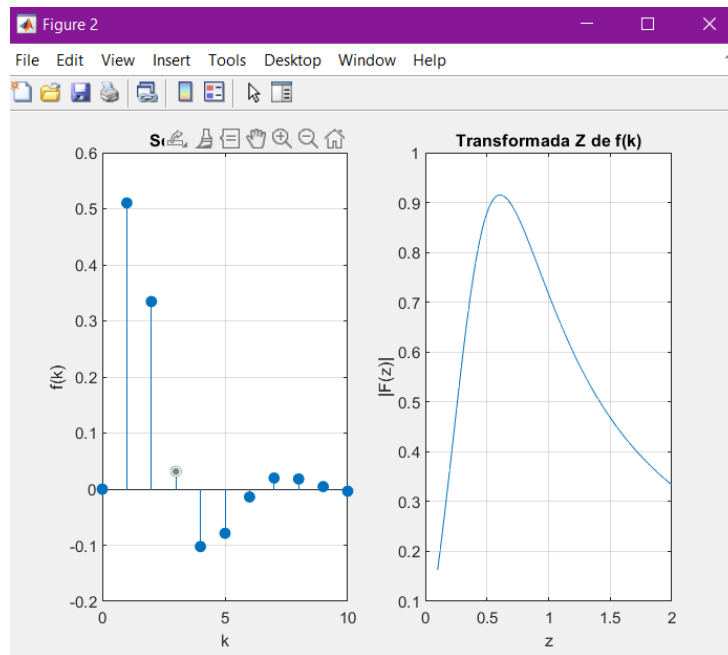 Figure 2
File Edit View Insert Tools Desktop Window Help
Transformada Z de f(k)
0.6
0.5
0.4
0.3
0.2
0.1
0
-0.1
-0.2
f(k)
0 5 10
k
1
0.9
0.8
0.7
0.6
0.5
0.4
0.3
0.2
0.1
|F(z)|
0 0.5 1 1.5 2
z